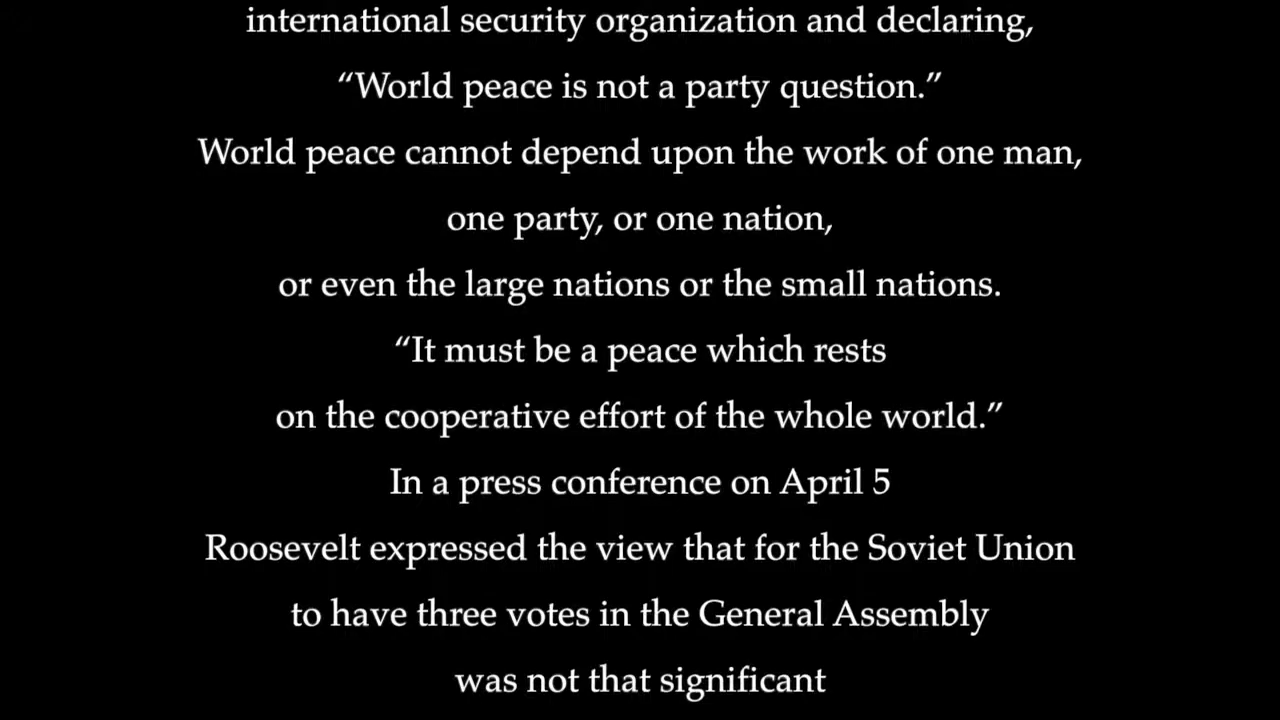 international security organization and declaring,
“World peace is not a party question.”
World peace cannot depend upon the work of one man,
one party, or one nation,
or even the large nations or the small nations.
“It must be a peace which rests
on the cooperative effort of the whole world.”
In a press conference on April 5
Roosevelt expressed the view that for the Soviet Union
to have three votes in the General Assembly
was not that significant